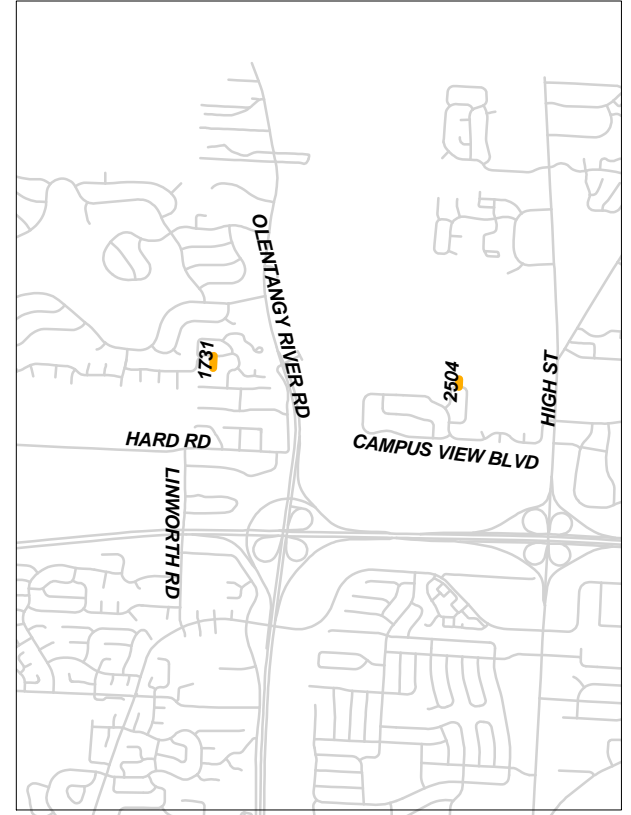 OLENTANGY RIVER RD
1731
2504
HIGH ST
HARD RD
CAMPUS VIEW BLVD
LINWORTH RD